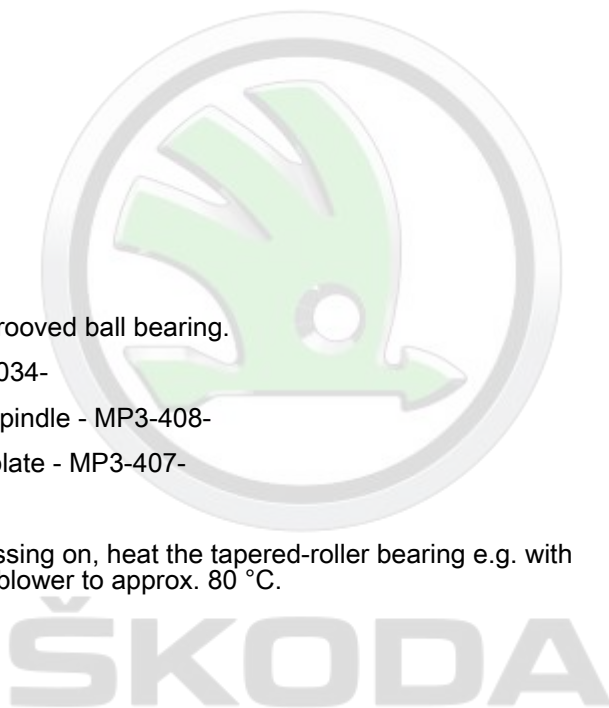 rooved ball bearing.
034-
pindle - MP3-408-
late - MP3-407-
ssing on, heat the tapered-roller bearing e.g. with
blower to approx. 80 °C.
ŠKODA